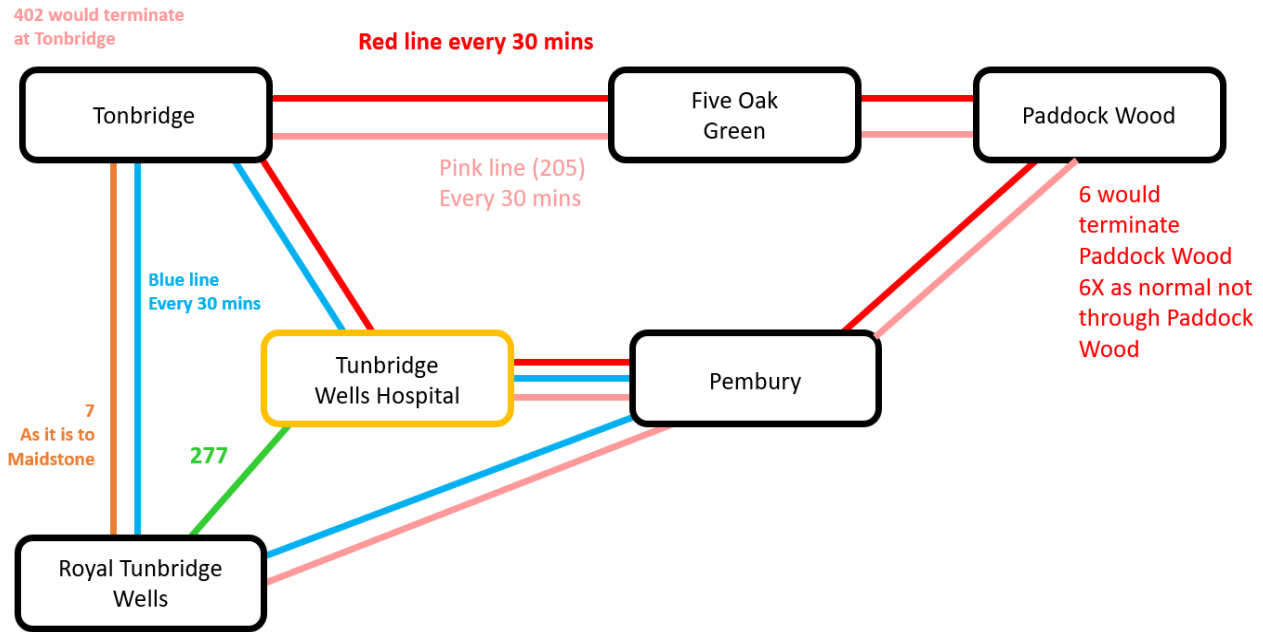 402 would terminate
at Tonbridge
Red line every 30 mins
Tonbridge
Five Oak
Green
Paddock Wood
Pink line (205)
Every 30 mins
6 would
terminate
Paddock Wood
6X as normal not
through Paddock
Wood
Blue line
Every 30 mins
Tunbridge
Wells Hospital
Pembury
7
As it is to
Maidstone
277
Royal Tunbridge
Wells